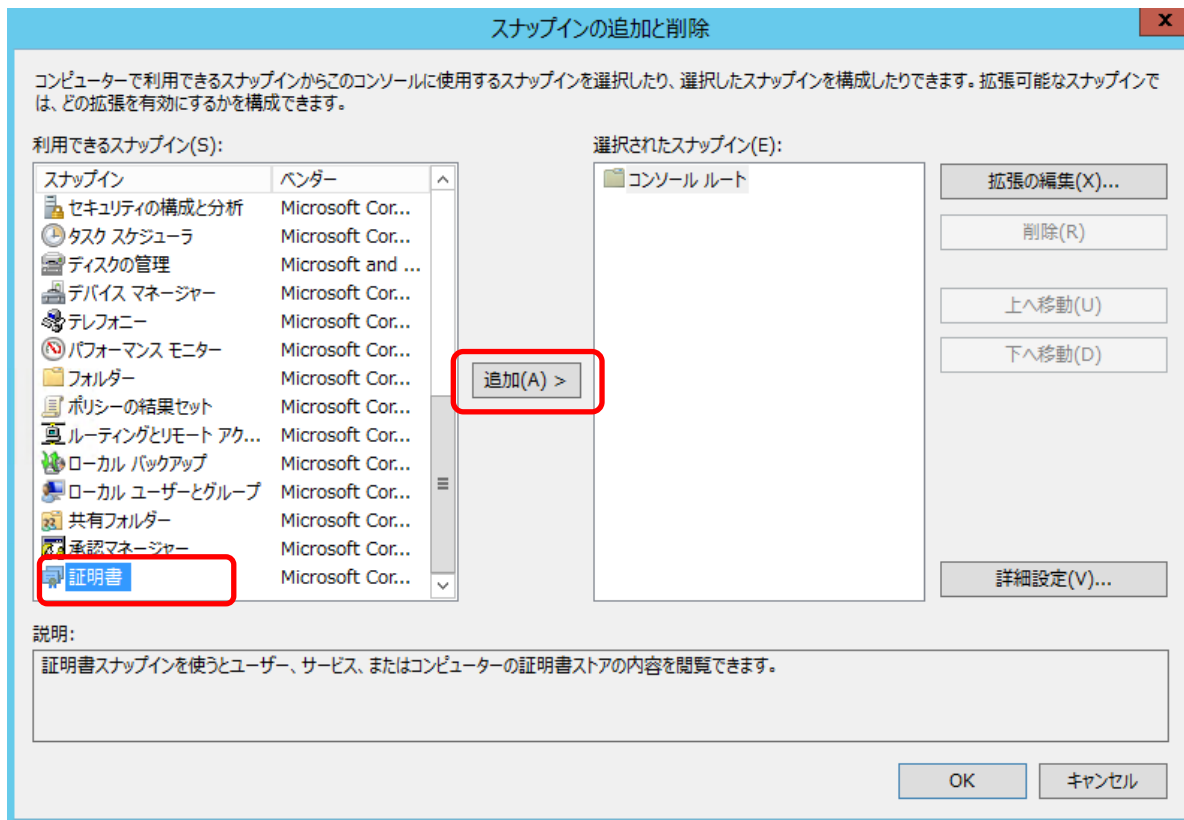 スナップインの追加と削除
x
コンピューターで利用できるスナップインからこのコンソールに使用するスナップインを選択したり、選択したスナップインを構成したりできます。拡張可能なスナップインで
は、どの拡張を有効にするかを構成できます。
利用できるスナップイン(S):
スナップイン ベンダー
セキュリティの構成と分析 Microsoft Cor...
タスク スケジューラ Microsoft Cor...
ディスクの管理 Microsoft and ...
デバイス マネージャー Microsoft Cor...
テレフォニー Microsoft Cor...
パフォーマンス モニター Microsoft Cor...
フォルダー Microsoft Cor...
ポリシーの結果セット Microsoft Cor...
ルーティングとリモート アク... Microsoft Cor...
ローカル バックアップ Microsoft Cor...
ローカル ユーザーとグループ Microsoft Cor...
共有フォルダー Microsoft Cor...
承認マネージャー Microsoft Cor...
証明書 Microsoft Cor...
追加(A) >
選択されたスナップイン(E):
コンソール ルート
拡張の編集(X)...
削除(R)
上へ移動(U)
下へ移動(D)
詳細設定(V)...
説明:
証明書スナップインを使うとユーザー、サービス、またはコンピューターの証明書ストアの内容を閲覧できます。
OK
キャンセル